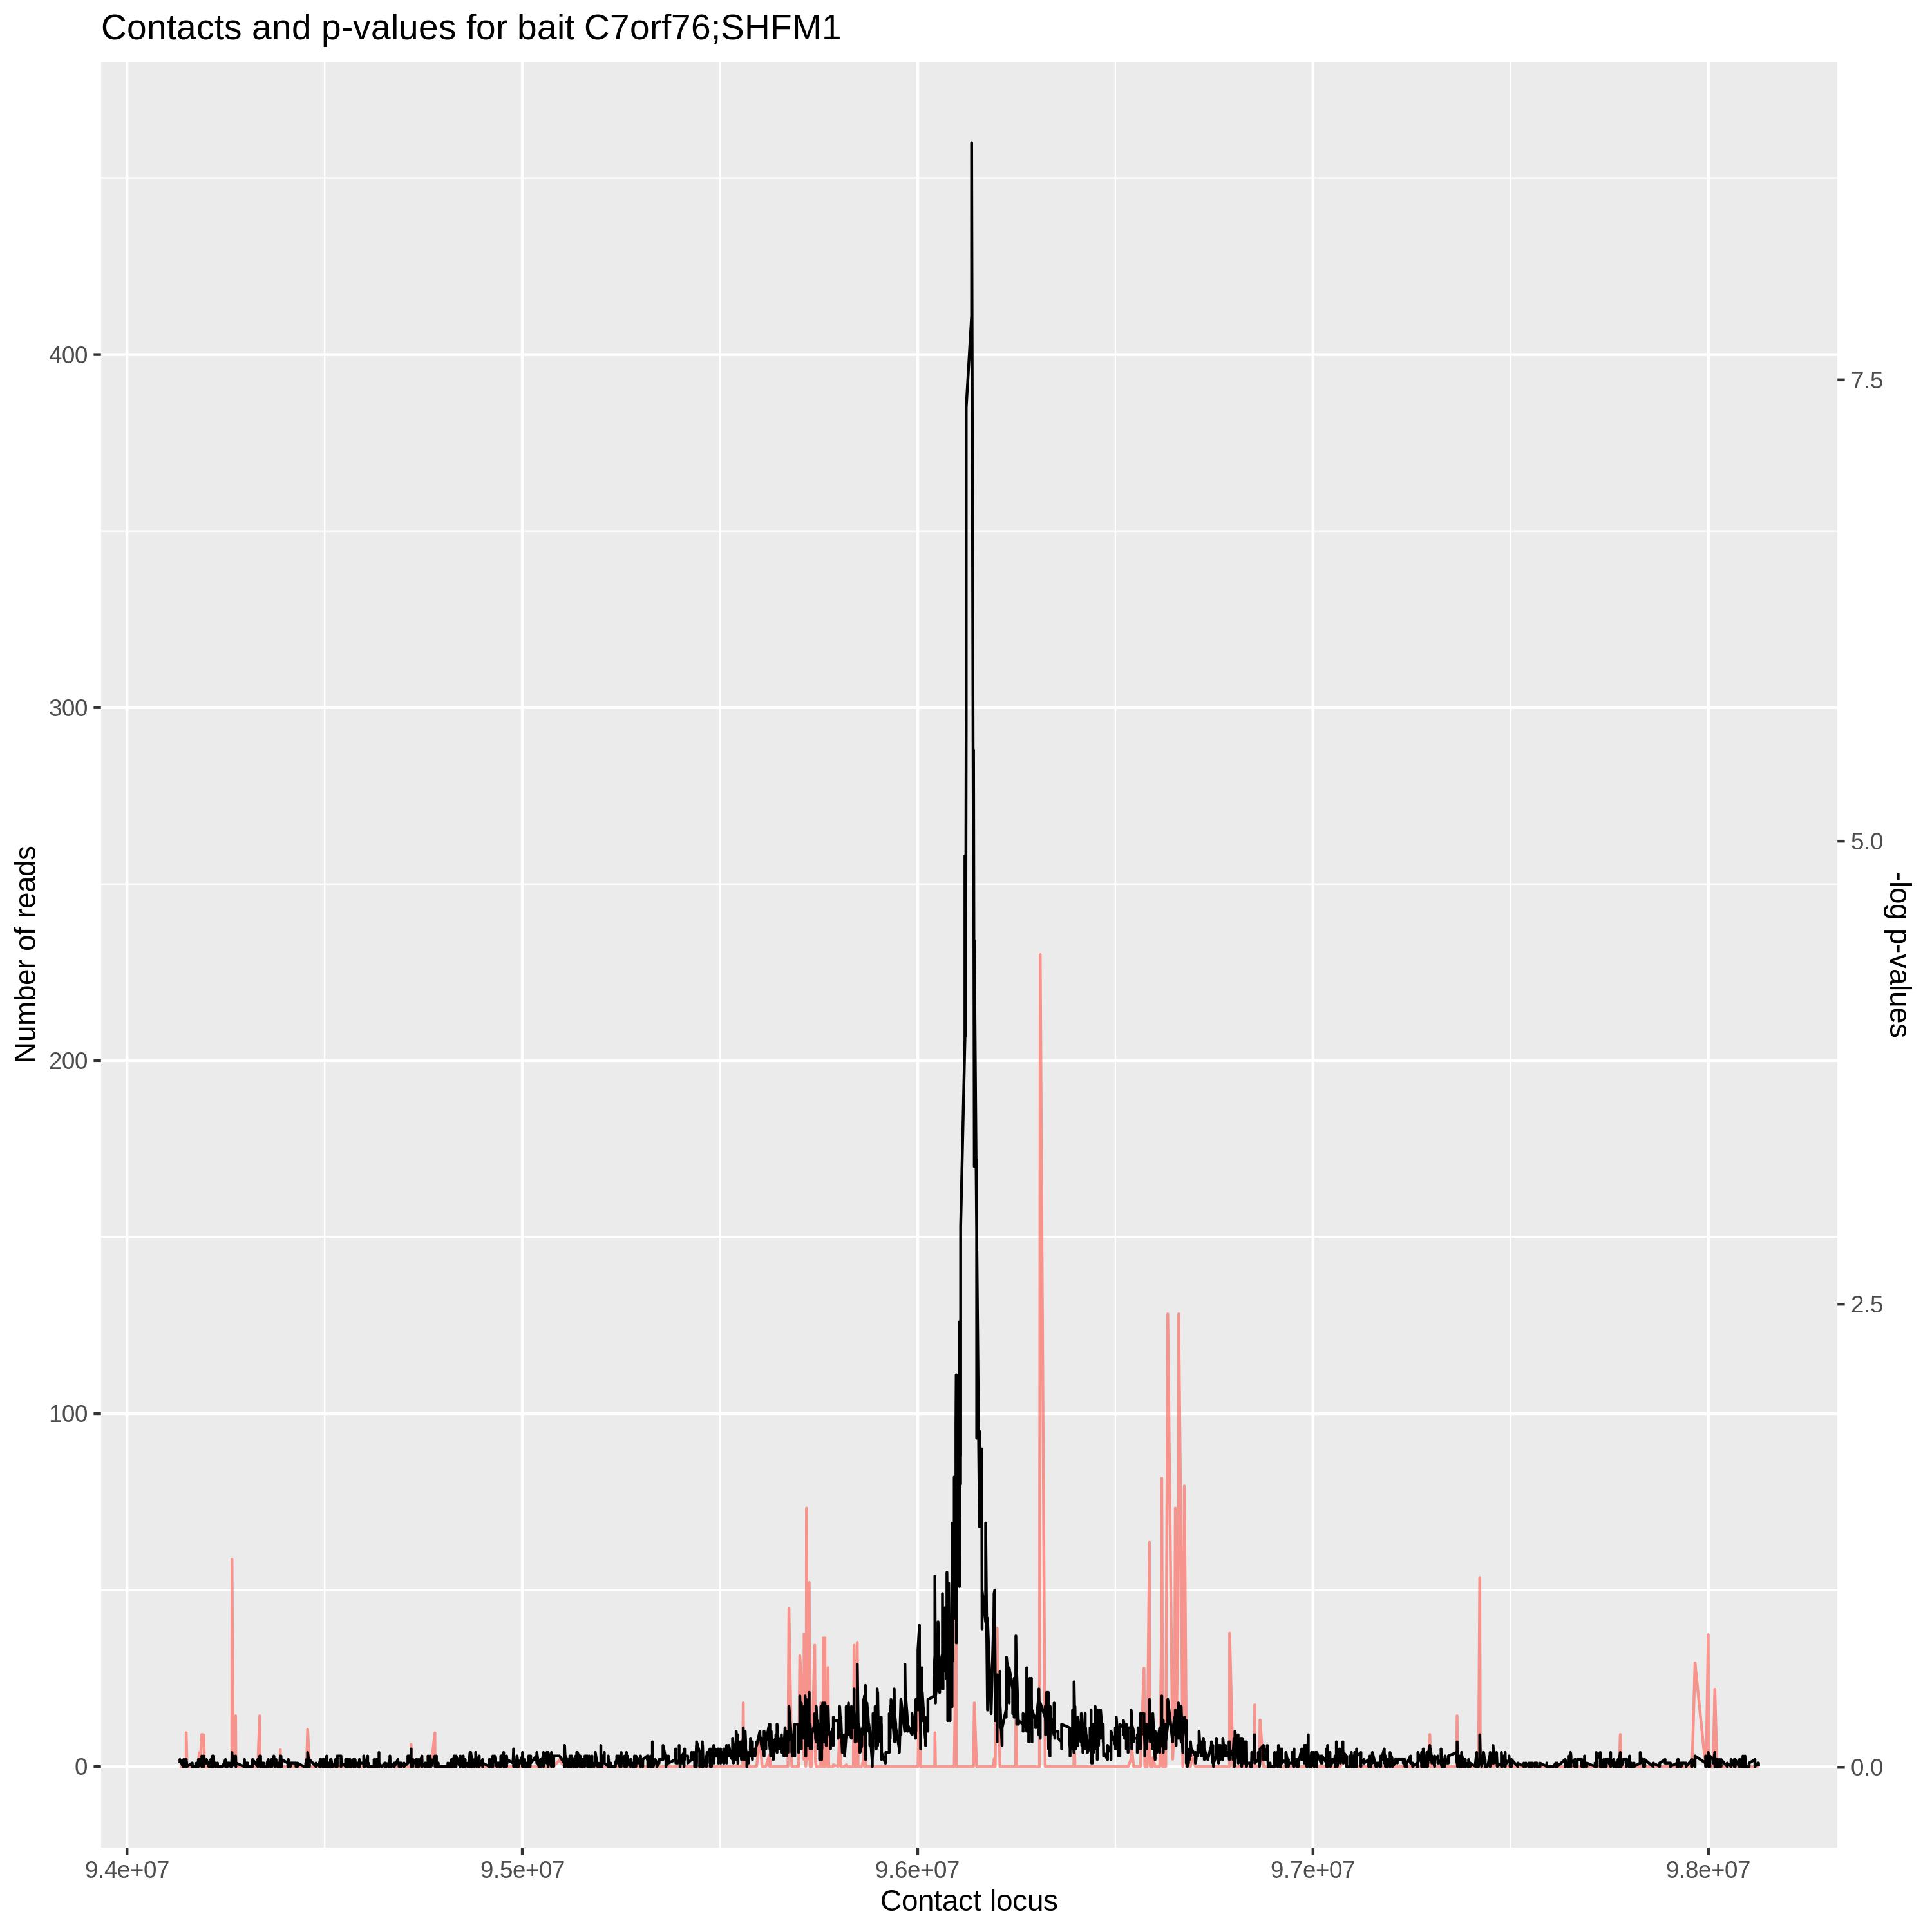 Contacts and p-values for bait C7orf76;SHFM1
Number of reads
400
300
200
100
0
7.5
5.0
2.5
0.0
-log p-values
9.4e+07
9.5e+07
9.6e+07
9.7e+07
9.8e+07
Contact locus